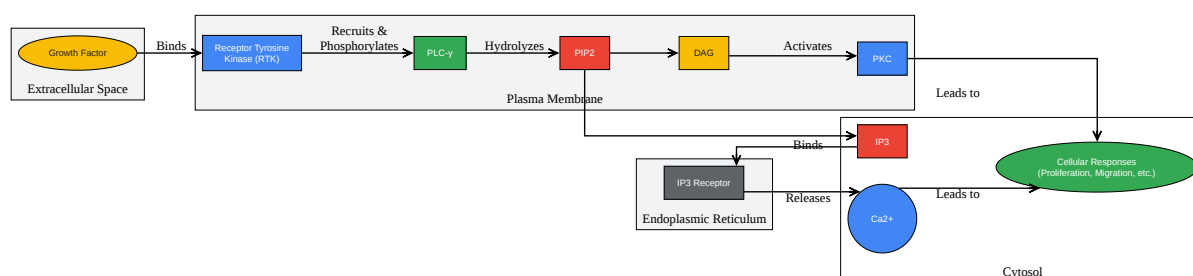 Growth Factor
Extracellular Space
Binds
Receptor Tyrosine
Kinase (RTK)
Recruits &
Phosphorylates
PLC-γ
Hydrolyzes
PIP2
DAG
Activates
PKC
Plasma Membrane
Leads to
Binds
IP3
IP3 Receptor
Endoplasmic Reticulum
Releases
Ca2+
Leads to
Cellular Responses
(Proliferation, Migration, etc.)
Cytosol